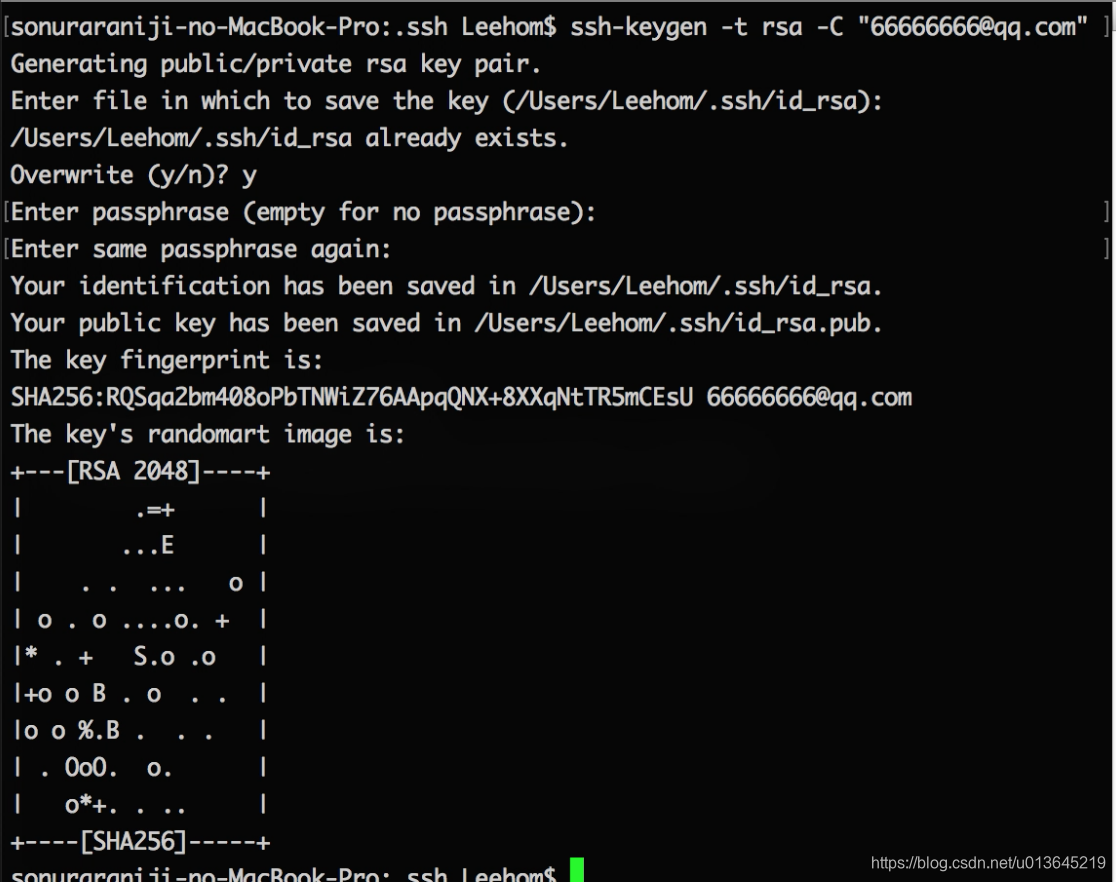 [sonuraraniji-no-MacBook-Pro:.ssh Leehom$ ssh-keygen -t rsa -C "66666666@qq.com" ]
Generating public/private rsa key pair.
Enter file in which to save the key (/Users/Leehom/.ssh/id_rsa):
/Users/Leehom/.ssh/id_rsa already exists.
Overwrite (y/n)? y
[Enter passphrase (empty for no passphrase):                                      ]
[Enter same passphrase again:                                                     ]
Your identification has been saved in /Users/Leehom/.ssh/id_rsa.
Your public key has been saved in /Users/Leehom/.ssh/id_rsa.pub.
The key fingerprint is:
SHA256:RQSqa2bm408oPbTNWiZ76AApqQNX+8XXqNtTR5mCEsU 66666666@qq.com
The key's randomart image is:
+---[RSA 2048]----+
|        .=+      |
|       ...E      |
|    . .  ...   o |
| o . o ....o. +  |
|* . +   S.o .o   |
|+o o B . o  . .  |
|o o %.B .  . .   |
| . OoO.  o.      |
|   o*+. . ..     |
+----[SHA256]-----+
sonuraraniji-no-MacBook-Pro:.ssh Leehom$
https://blog.csdn.net/u013645219